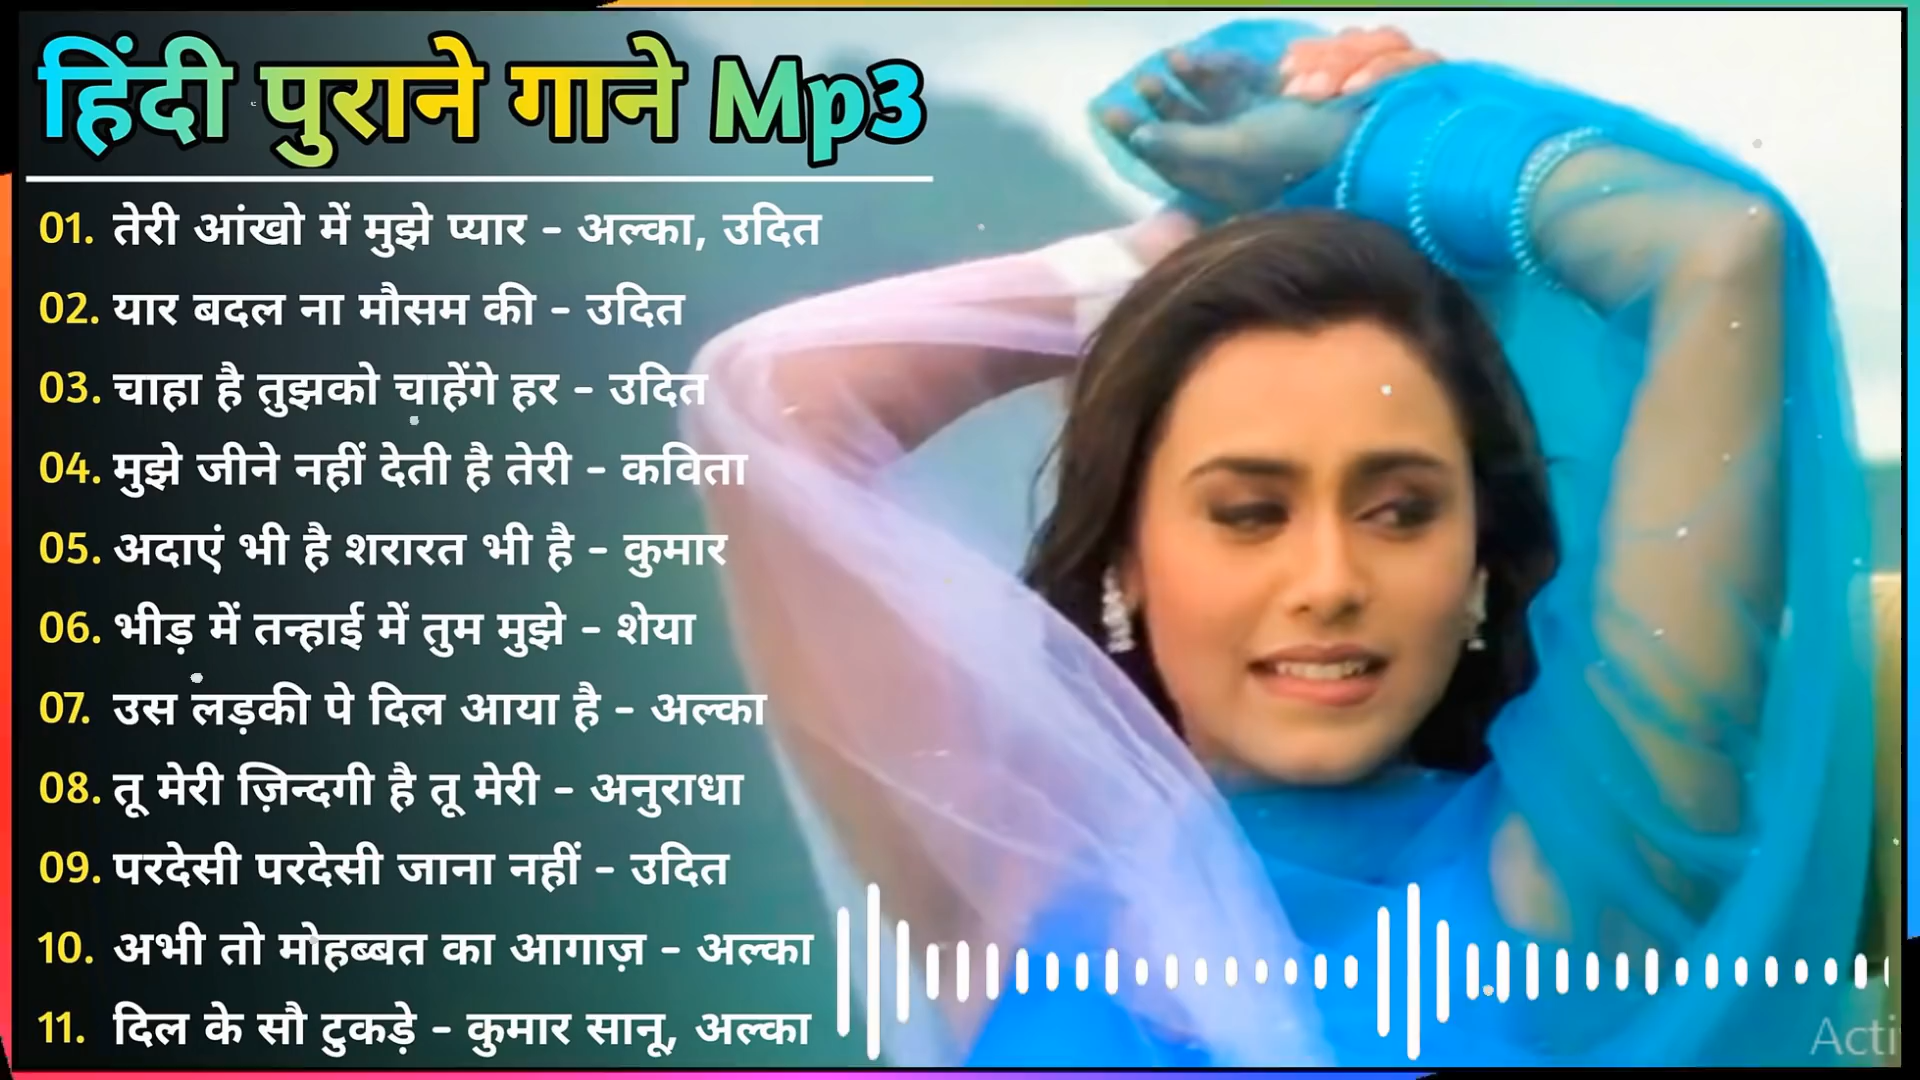 हिंदी पुराने गाने Mp3
01. तेरी आंखो में मुझे प्यार - अल्का, उदित
02. यार बदल ना मौसम की - उदित
03. चाहा है तुझको चाहेंगे हर - उदित
04. मुझे जीने नहीं देती है तेरी - कविता
05. अदाएं भी है शरारत भी है - कुमार
06. भीड़ में तन्हाई में तुम मुझे - शेया
07. उस लड़की पे दिल आया है - अल्का
08. तू मेरी ज़िन्दगी है तू मेरी - अनुराधा
09. परदेसी परदेसी जाना नहीं - उदित
10. अभी तो मोहब्बत का आगाज़ - अल्का
11. दिल के सौ टुकड़े - कुमार सानू, अल्का
Acti